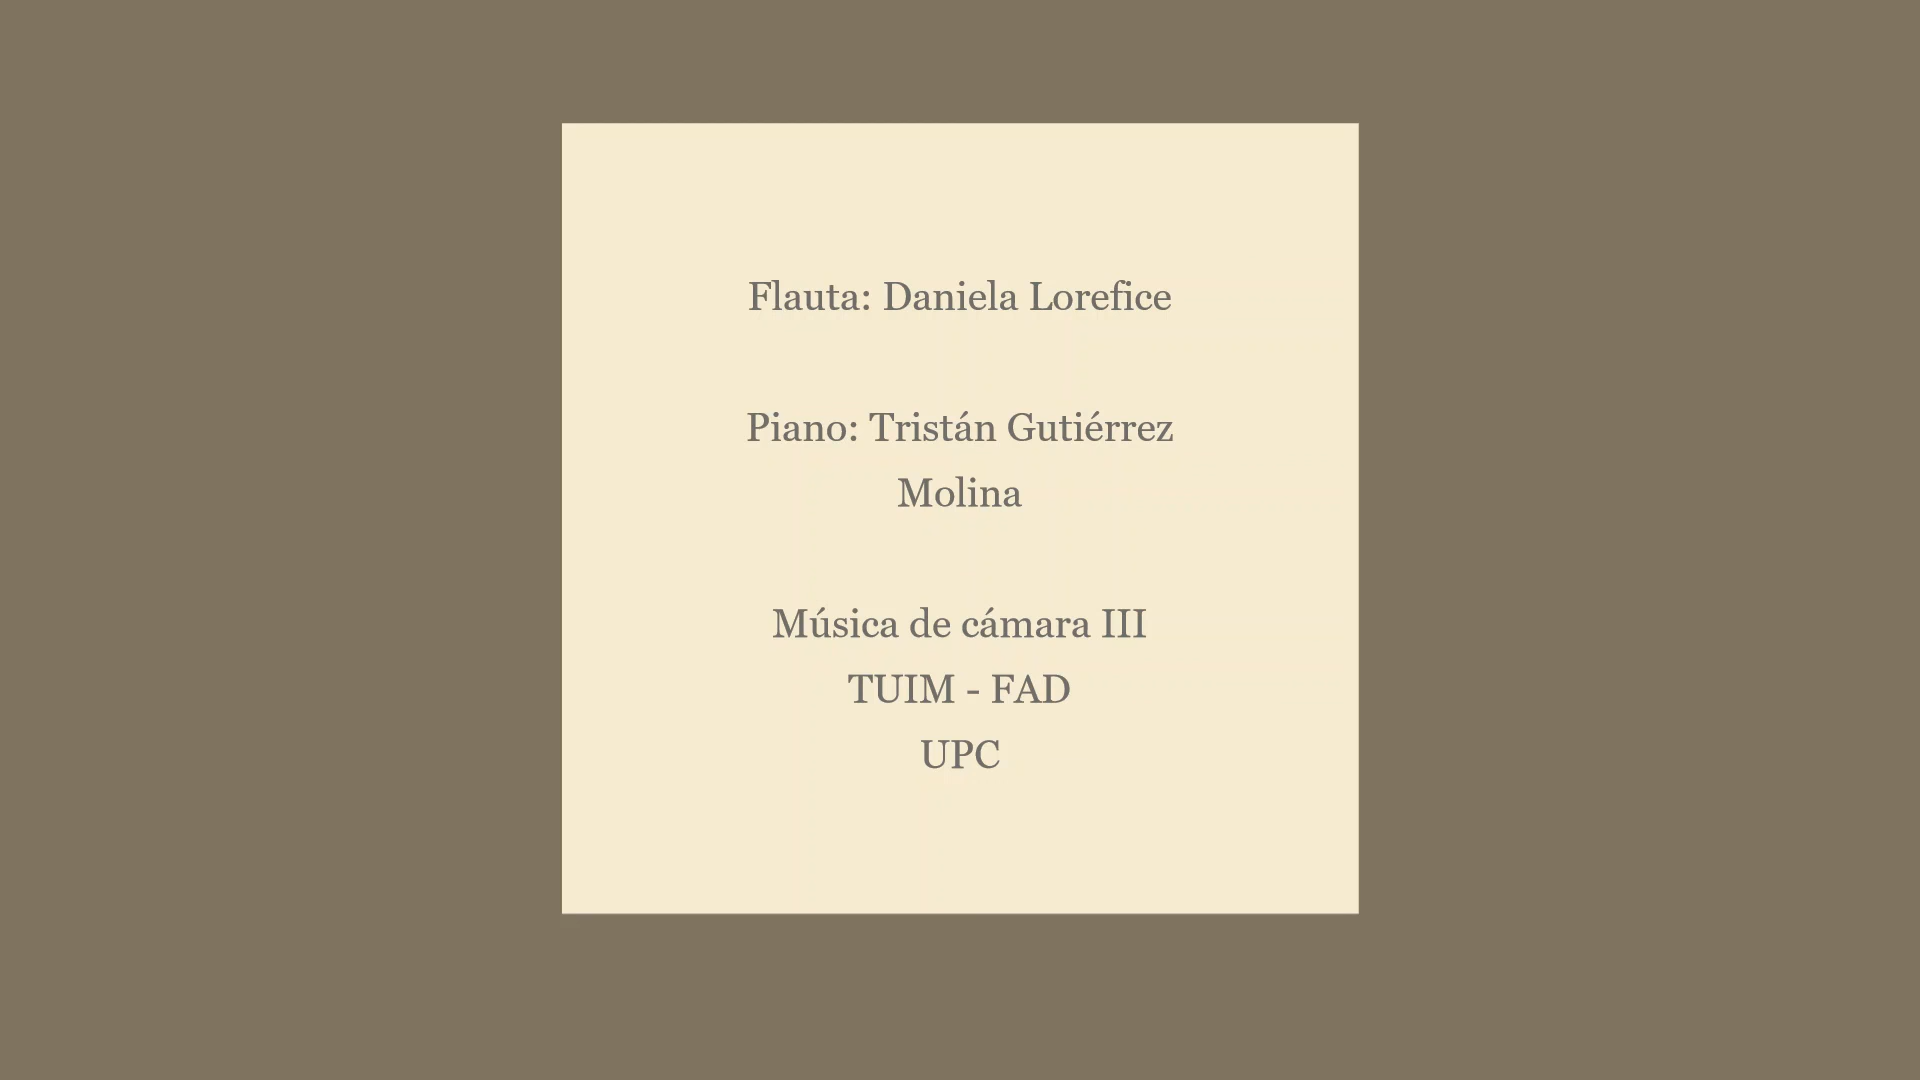 Flauta: Daniela Lorefice
Piano: Tristán Gutiérrez
Molina
Música de cámara III
TUIM - FAD
UPC